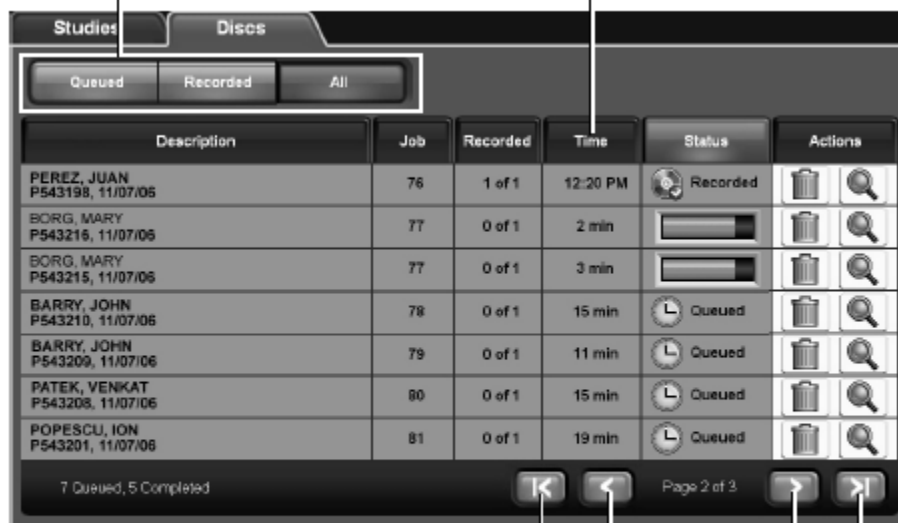 Studies Discs
Queued Recorded All
Description Job Recorded Time Status Actions
PEREZ, JUAN
P543198, 11/07/06 76 1 of 1 12:20 PM Recorded
BORG, MARY
P543216, 11/07/06 77 0 of 1 2 min
BORG, MARY
P543215, 11/07/06 77 0 of 1 3 min
BARRY, JOHN
P543210, 11/07/06 78 0 of 1 15 min Queued
BARRY, JOHN
P543209, 11/07/06 79 0 of 1 11 min Queued
PATEK, VENKAT
P543208, 11/07/06 80 0 of 1 15 min Queued
POPESCU, ION
P543201, 11/07/06 81 0 of 1 19 min Queued
7 Queued, 5 Completed Page 2 of 3